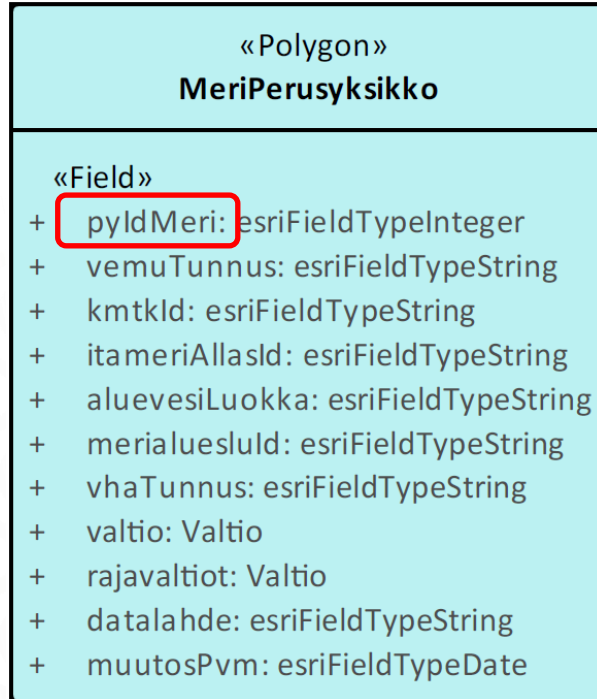 «Polygon»
MeriPerusyksikko
«Field»
+ pyIdMeri: esriFieldTypeInteger
+ vemuTunnus: esriFieldTypeString
+ kmtkId: esriFieldTypeString
+ itameriAllasId: esriFieldTypeString
+ aluevesiLuokka: esriFieldTypeString
+ merialuesluId: esriFieldTypeString
+ vhaTunnus: esriFieldTypeString
+ valtio: Valtio
+ rajavaltiot: Valtio
+ datalahde: esriFieldTypeString
+ muutosPvm: esriFieldTypeDate